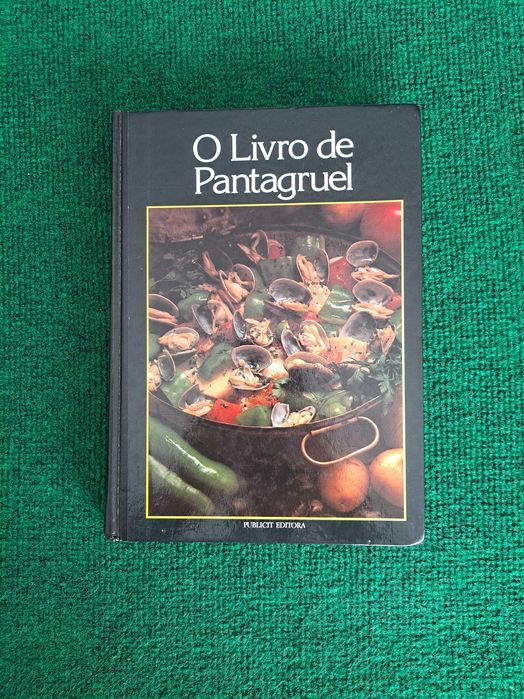 O Livro de
Pantagruel
PUBLICIT EDITORA